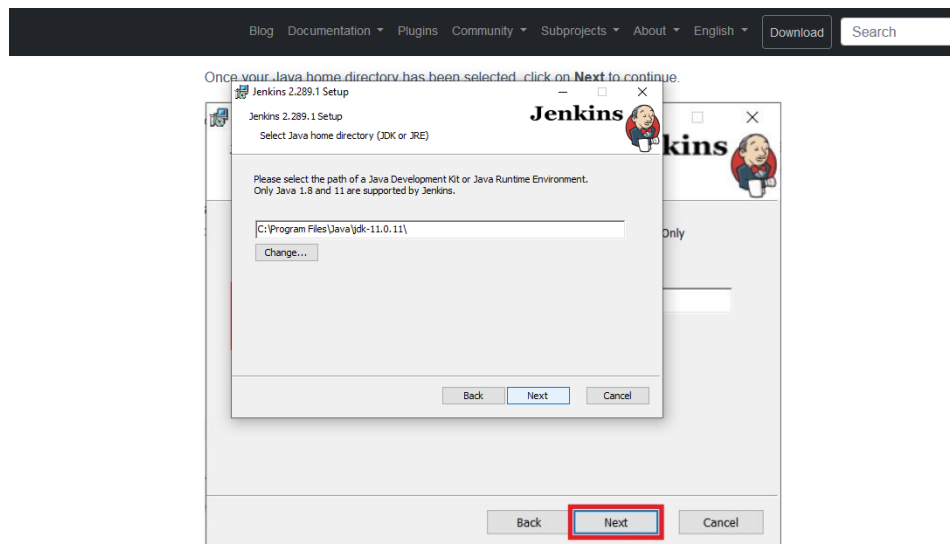 Blog Documentation Plugins Community Subprojects About English Download Search
Once your Java home directory has been selected, click on Next to continue.
Jenkins 2.289.1 Setup
Jenkins 2.289.1 Setup
Jenkins
Select Java home directory (JDK or JRE)
kins
Please select the path of a Java Development Kit or Java Runtime Environment.
Only Java 1.8 and 11 are supported by Jenkins.
C:\Program Files\Java\jdk-11.0.11\
Only
Change...
Back Next Cancel
Back Next Cancel